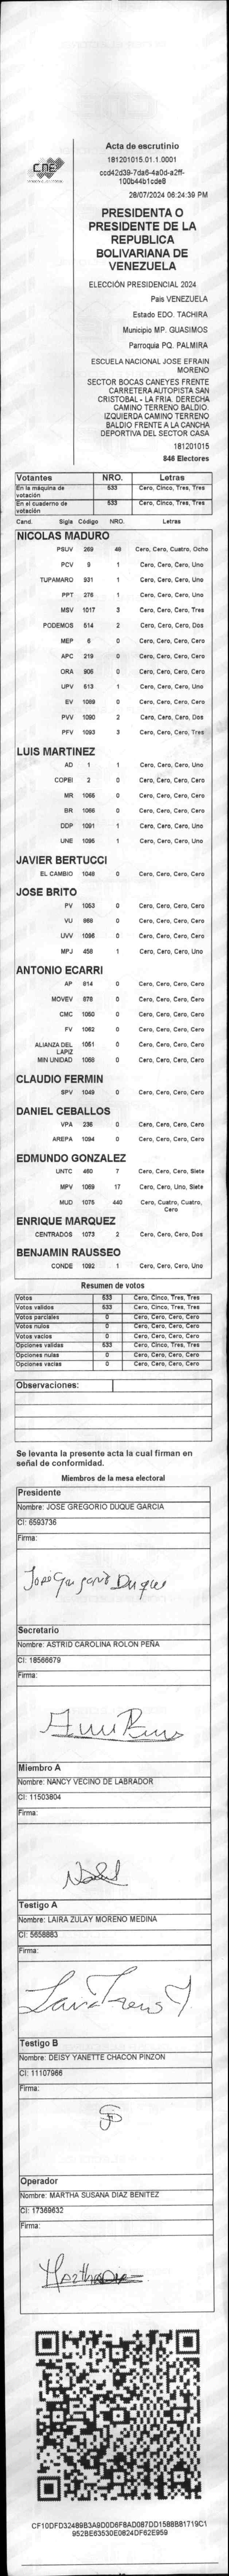 CNE
Acta de escrutinio
181201015.01.1.0001
ccd42d39-7da6-4a0d-a2ff-
100b44b1cde8
28/07/2024 06:24:39 PM
PRESIDENTA O
PRESIDENTE DE LA
REPUBLICA
BOLIVARIANA DE
VENEZUELA
ELECCIÓN PRESIDENCIAL 2024
Pais VENEZUELA
Estado EDO. TACHIRA
Municipio MP. GUASIMOS
Parroquia PQ. PALMIRA
ESCUELA NACIONAL JOSE EFRAIN
MORENO
SECTOR BOCAS CANEYES FRENTE
CARRETERA AUTOPISTA SAN
CRISTOBAL - LA FRIA. DERECHA
CAMINO TERRENO BALDIO.
IZQUIERDA CAMINO TERRENO
BALDIO FRENTE A LA CANCHA
DEPORTIVA DEL SECTOR CASA
181201015
846 Electores
Votantes NRO. Letras
En la máquina de votación 533 Cero, Cinco, Tres, Tres
En el cuaderno de votación 533 Cero, Cinco, Tres, Tres
Cand. Sigla Código NRO. Letras
NICOLAS MADURO
PSUV 269 48 Cero, Cero, Cuatro, Ocho
PCV 9 1 Cero, Cero, Cero, Uno
TUPAMARO 931 1 Cero, Cero, Cero, Uno
PPT 276 1 Cero, Cero, Cero, Uno
MSV 1017 3 Cero, Cero, Cero, Tres
PODEMOS 514 2 Cero, Cero, Cero, Dos
MEP 6 0 Cero, Cero, Cero, Cero
APC 219 0 Cero, Cero, Cero, Cero
ORA 906 0 Cero, Cero, Cero, Cero
UPV 613 1 Cero, Cero, Cero, Uno
EV 1089 0 Cero, Cero, Cero, Cero
PVV 1090 2 Cero, Cero, Cero, Dos
PFV 1093 3 Cero, Cero, Cero, Tres
LUIS MARTINEZ
AD 1 1 Cero, Cero, Cero, Uno
COPEI 2 0 Cero, Cero, Cero, Cero
MR 1065 0 Cero, Cero, Cero, Cero
BR 1066 0 Cero, Cero, Cero, Cero
DDP 1091 1 Cero, Cero, Cero, Uno
UNE 1096 1 Cero, Cero, Cero, Uno
JAVIER BERTUCCI
EL CAMBIO 1048 0 Cero, Cero, Cero, Cero
JOSE BRITO
PV 1053 0 Cero, Cero, Cero, Cero
VU 868 0 Cero, Cero, Cero, Cero
UVV 1095 0 Cero, Cero, Cero, Cero
MPJ 458 1 Cero, Cero, Cero, Uno
ANTONIO ECARRI
AP 814 0 Cero, Cero, Cero, Cero
MOVEV 878 0 Cero, Cero, Cero, Cero
CMC 1050 0 Cero, Cero, Cero, Cero
FV 1062 0 Cero, Cero, Cero, Cero
ALIANZA DEL LAPIZ 1051 0 Cero, Cero, Cero, Cero
MIN UNIDAD 1088 0 Cero, Cero, Cero, Cero
CLAUDIO FERMIN
SPV 1049 0 Cero, Cero, Cero, Cero
DANIEL CEBALLOS
VPA 236 0 Cero, Cero, Cero, Cero
AREPA 1094 0 Cero, Cero, Cero, Cero
EDMUNDO GONZALEZ
UNTC 460 7 Cero, Cero, Cero, Siete
MPV 1069 17 Cero, Cero, Uno, Siete
MUD 1075 440 Cero, Cuatro, Cuatro, Cero
ENRIQUE MARQUEZ
CENTRADOS 1073 2 Cero, Cero, Cero, Dos
BENJAMIN RAUSSEO
CONDE 1092 1 Cero, Cero, Cero, Uno
Resumen de votos
Votos 533 Cero, Cinco, Tres, Tres
Votos validos 533 Cero, Cinco, Tres, Tres
Votos parciales 0 Cero, Cero, Cero, Cero
Votos nulos 0 Cero, Cero, Cero, Cero
Votos vacios 0 Cero, Cero, Cero, Cero
Opciones validas 533 Cero, Cinco, Tres, Tres
Opciones nulas 0 Cero, Cero, Cero, Cero
Opciones vacias 0 Cero, Cero, Cero, Cero
Observaciones:
Se levanta la presente acta la cual firman en
señal de conformidad.
Miembros de la mesa electoral
Presidente
Nombre: JOSE GREGORIO DUQUE GARCIA
CI: 6593736
Firma:
Jose Gregorio Duque
Secretario
Nombre: ASTRID CAROLINA ROLON PEÑA
CI: 18566679
Firma:
Miembro A
Nombre: NANCY VECINO DE LABRADOR
CI: 11503804
Firma:
Testigo A
Nombre: LAIRA ZULAY MORENO MEDINA
CI: 5658883
Firma:
Testigo B
Nombre: DEISY YANETTE CHACON PINZON
CI: 11107966
Firma:
Operador
Nombre: MARTHA SUSANA DIAZ BENITEZ
CI: 17369632
Firma:
CF10DFD32489B3A9D0D6F8AD087DD1588B81719C1
952BE63530E0824DF62E959